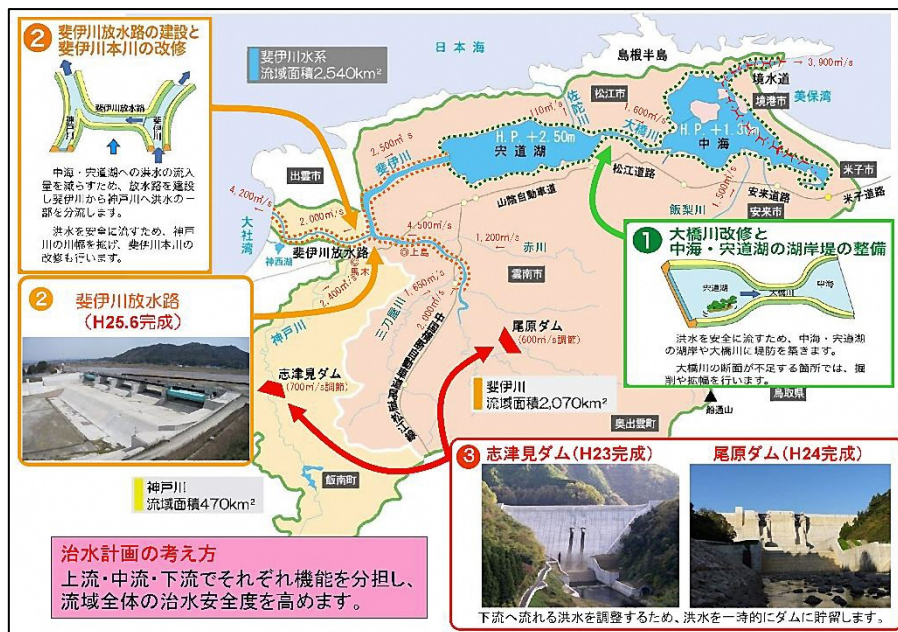 ② 斐伊川放水路の建設と
斐伊川本川の改修
斐伊川放水路
神戸川
斐伊川
中海・宍道湖への洪水の流入
量を減らすため、放水路を建設
し斐伊川から神戸川へ洪水の一
部を分流します。
洪水を安全に流すため、神戸
川の川幅を拡げ、斐伊川本川の
改修も行います。
斐伊川水系
流域面積2,540km²
日本海
島根半島
3,900㎥/s
境水道
美保湾
境港市
佐陀川
松江市
110㎥/s
1,600㎥/s
大橋川
H.P.+2.50m
宍道湖
H.P.+1.3
中海
2,500㎥/s
斐伊川
米子市
米子道路
出雲市
4,200㎥/s
大社湾
2,000㎥/s
神西湖
斐伊川放水路
山陰自動車道
松江道路
安来道路
1,500㎥/s
飯梨川
安来市
4,500㎥/s
◎上島
1,200㎥/s
赤川
◎馬木
2,400㎥/s
神戸川
1,650㎥/s
2,000㎥/s
三刀屋川
雲南市
① 大橋川改修と
中海・宍道湖の湖岸堤の整備
宍道湖
大橋川
中海
洪水を安全に流すため、中海・宍道湖
の湖岸や大橋川に堤防を築きます。
大橋川の断面が不足する箇所では、掘
削や拡幅を行います。
② 斐伊川放水路
(H25.6完成)
尾原ダム
(600㎥/s調節)
志津見ダム
(700㎥/s調節)
斐伊川
流域面積2,070km²
鳥取県
船通山
奥出雲町
飯南町
神戸川
流域面積470km²
③ 志津見ダム(H23完成)
尾原ダム(H24完成)
下流へ流れる洪水を調整するため、洪水を一時的にダムに貯留します。
治水計画の考え方
上流・中流・下流でそれぞれ機能を分担し、
流域全体の治水安全度を高めます。